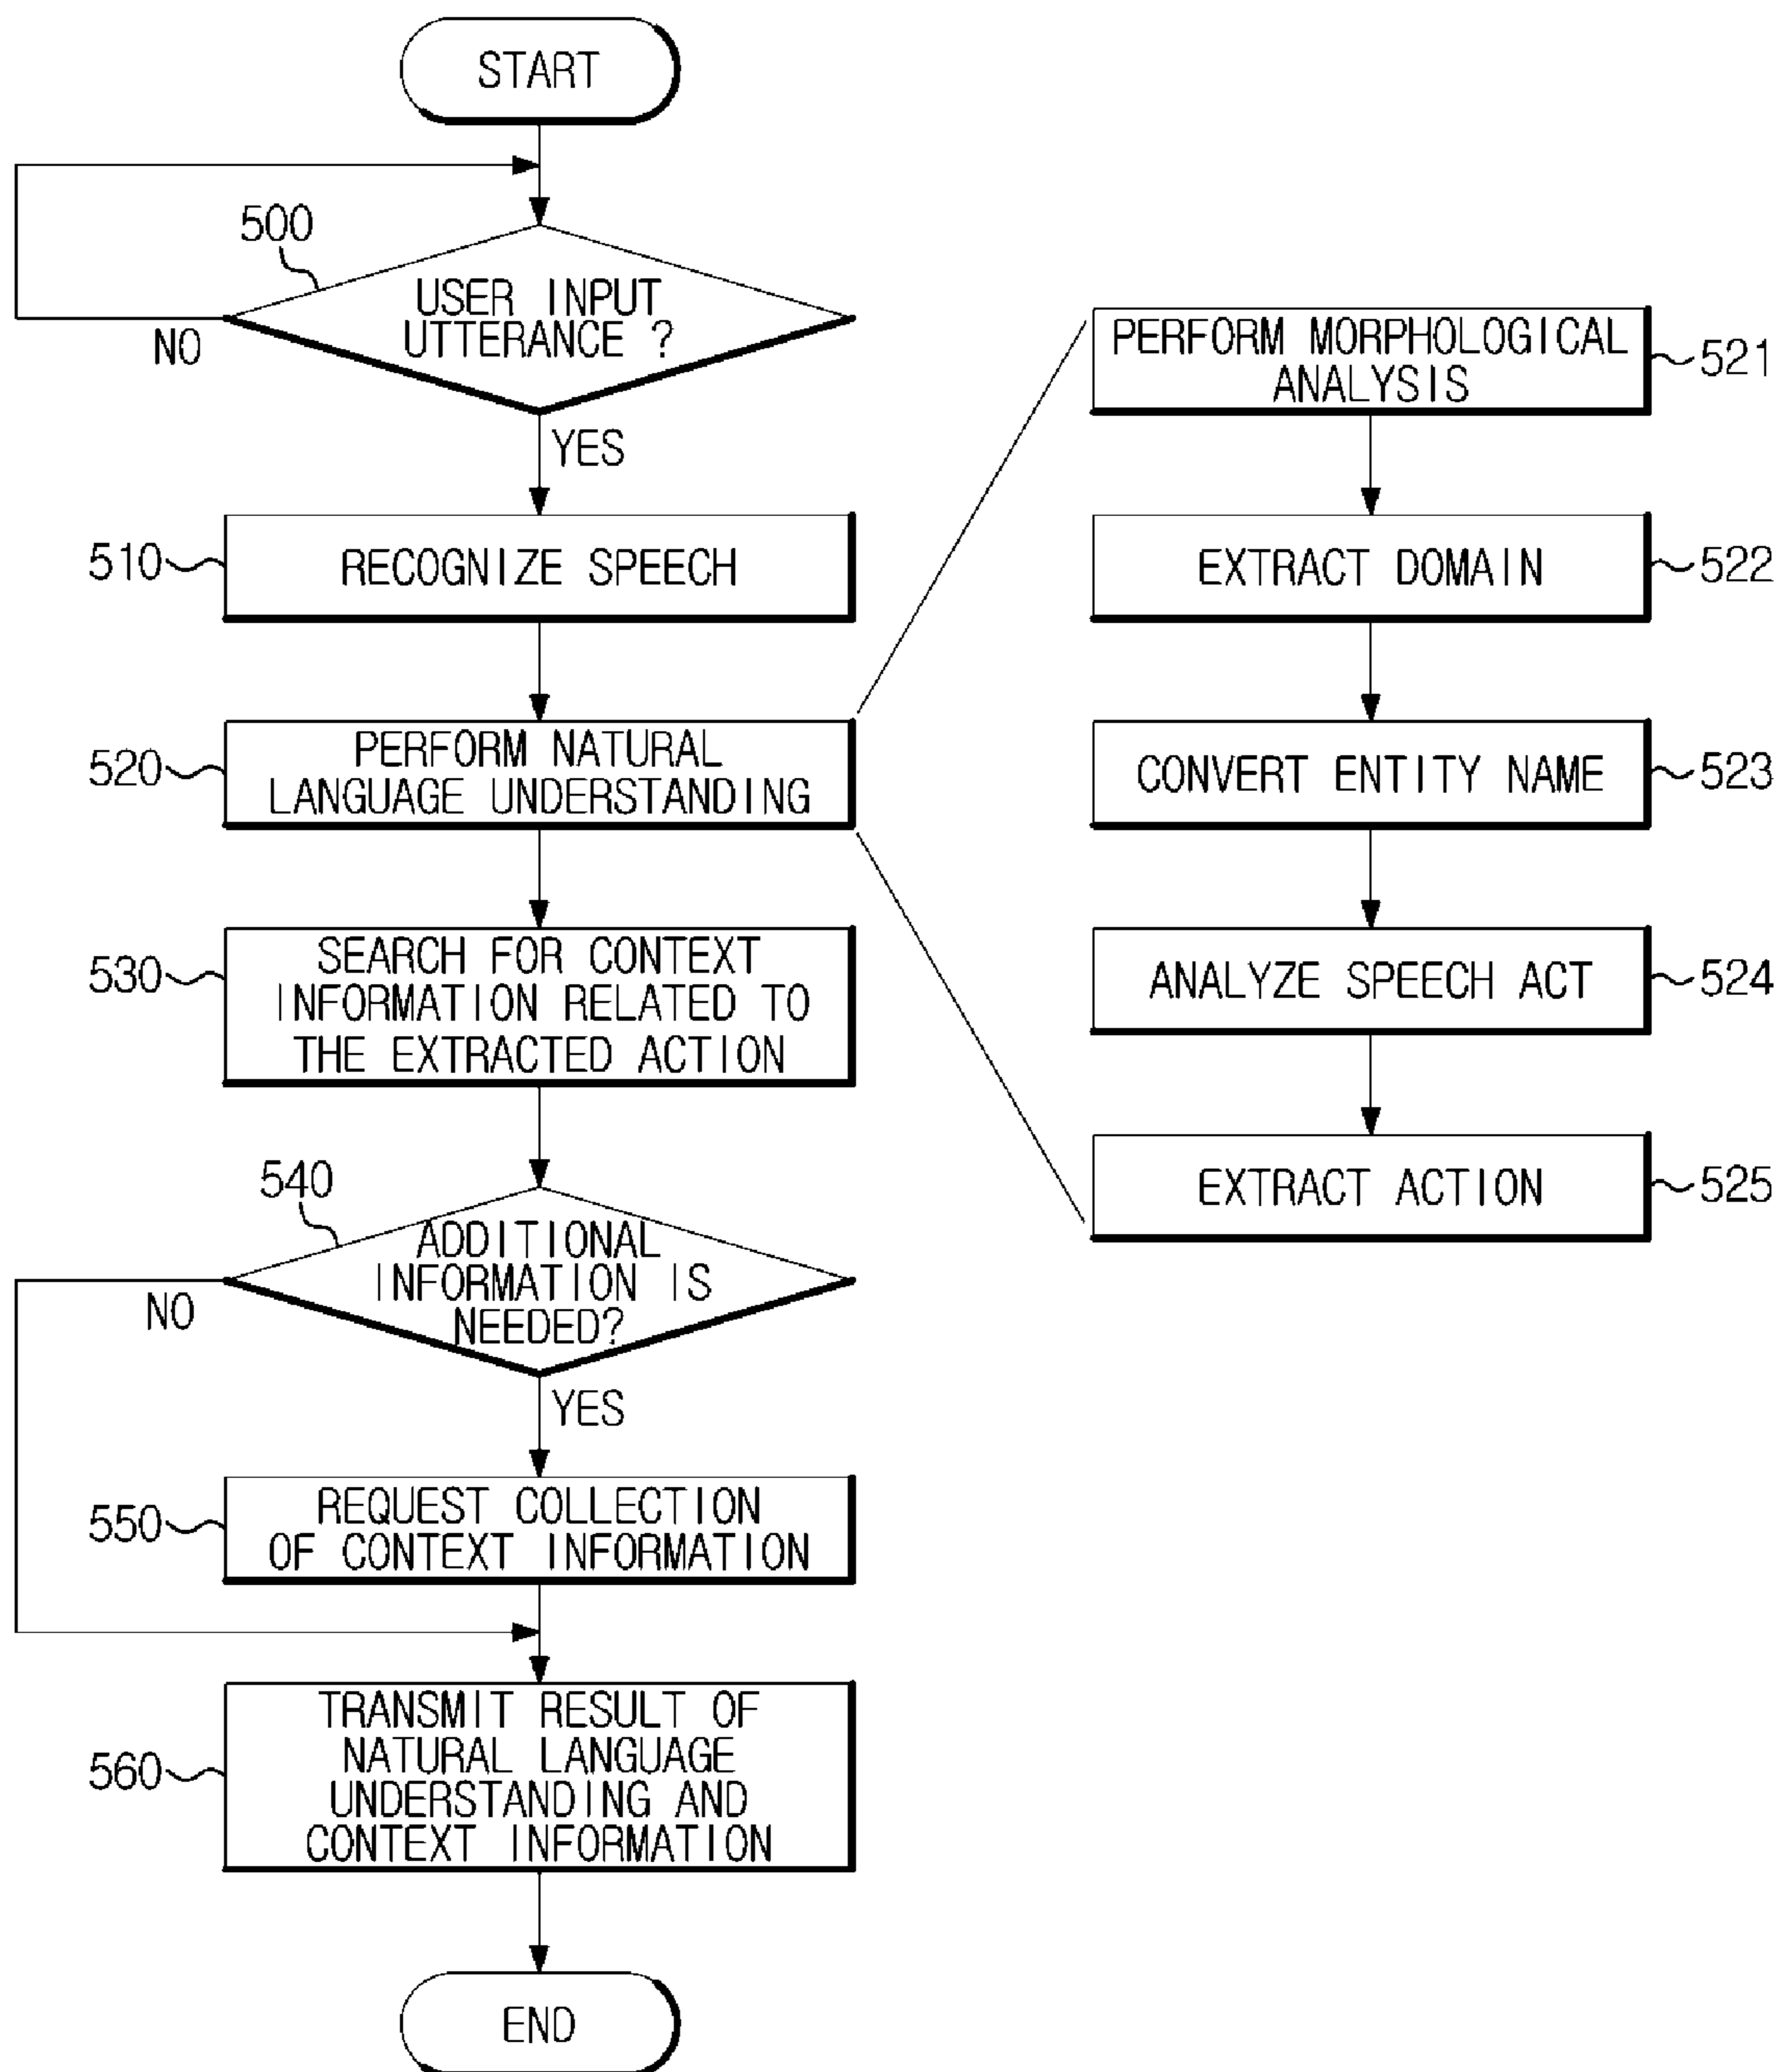 START
500
USER INPUT
UTTERANCE ?
NO
YES
510
RECOGNIZE SPEECH
520
PERFORM NATURAL
LANGUAGE UNDERSTANDING
530
SEARCH FOR CONTEXT
INFORMATION RELATED TO
THE EXTRACTED ACTION
540
ADDITIONAL
INFORMATION IS
NEEDED?
NO
YES
550
REQUEST COLLECTION
OF CONTEXT INFORMATION
560
TRANSMIT RESULT OF
NATURAL LANGUAGE
UNDERSTANDING AND
CONTEXT INFORMATION
END
PERFORM MORPHOLOGICAL
ANALYSIS
521
EXTRACT DOMAIN
522
CONVERT ENTITY NAME
523
ANALYZE SPEECH ACT
524
EXTRACT ACTION
525